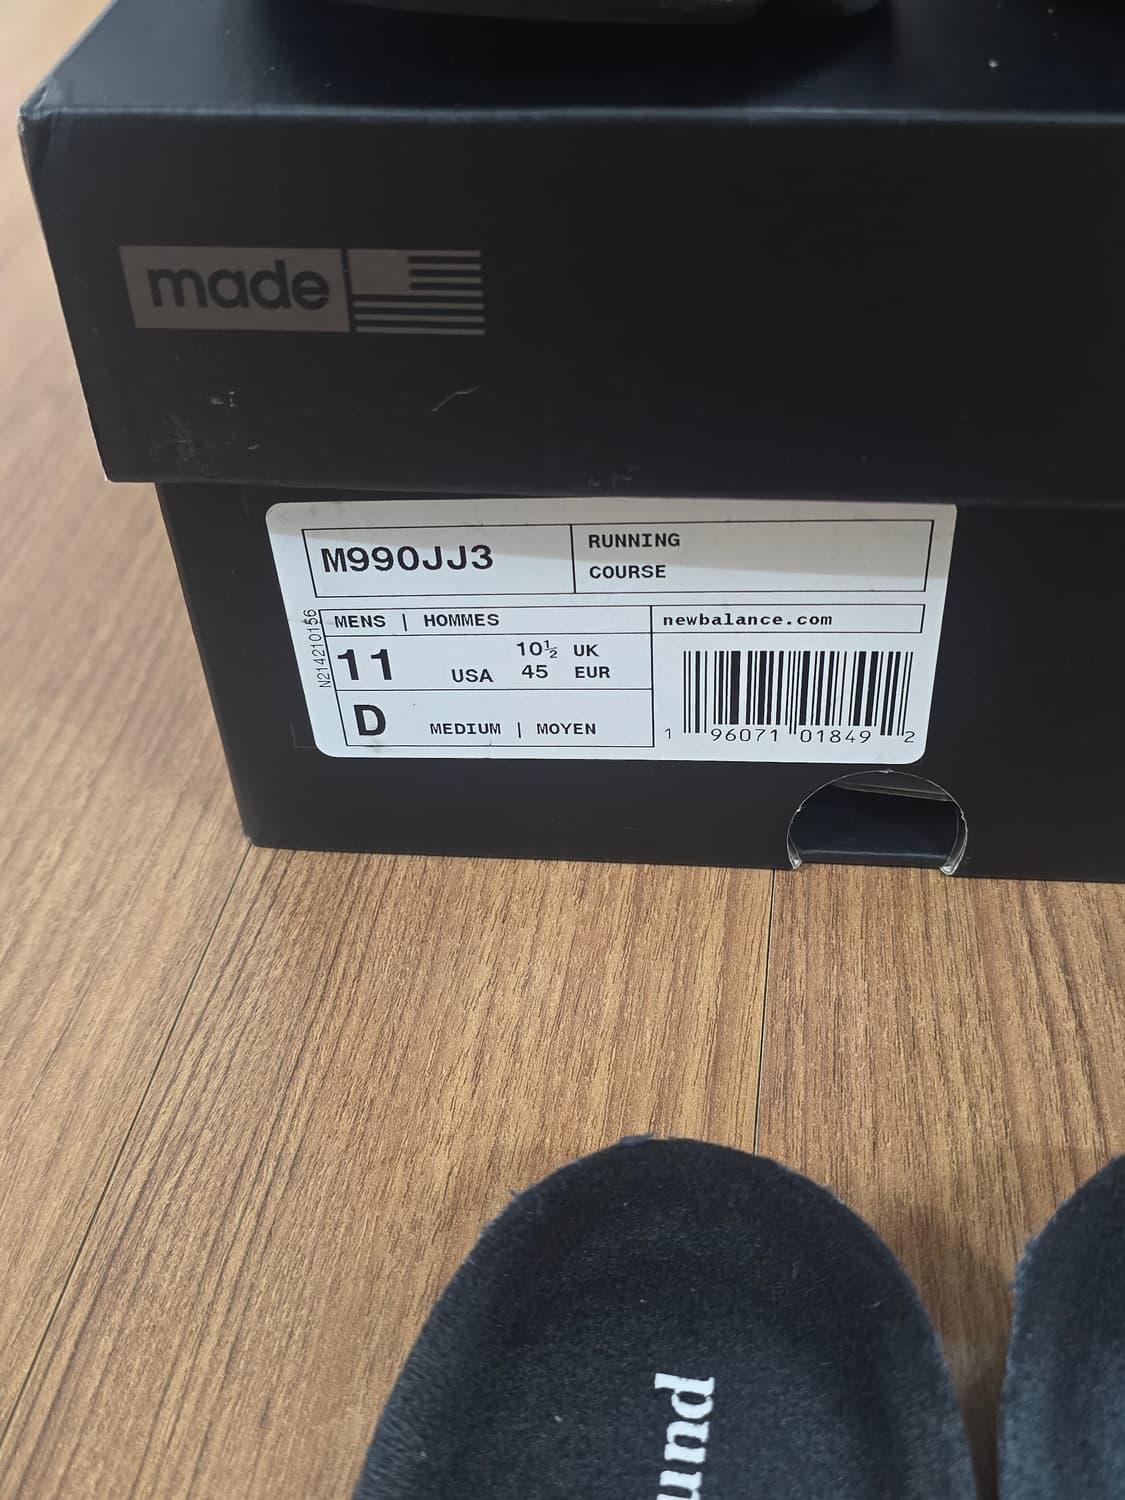 made
M990JJ3
RUNNING
COURSE
N214210156
MENS | HOMMES
newbalance.com
11 USA 10½ UK
45 EUR
D MEDIUM | MOYEN
1 96071 01849 2